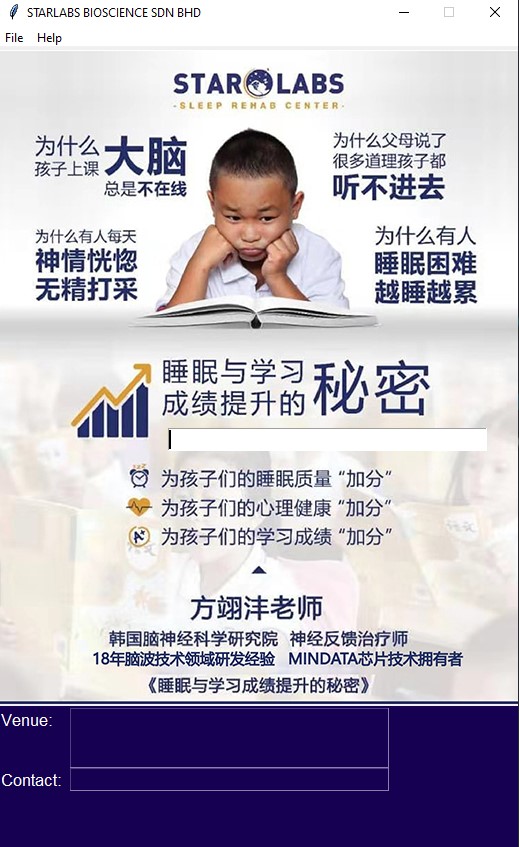 STARLABS BIOSCIENCE SDN BHD
File Help
STAR LABS
-SLEEP REHAB CENTER-
为什么
孩子上课 大脑
总是不在线
为什么父母说了
很多道理孩子都
听不进去
为什么有人每天
神情恍惚
无精打采
为什么有人
睡眠困难
越睡越累
睡眠与学习
成绩提升的 秘密
为孩子们的睡眠质量 “加分”
为孩子们的心理健康 “加分”
为孩子们的学习成绩 “加分”
方翊沣老师
韩国脑神经科学研究院 神经反馈治疗师
18年脑波技术领域研发经验 MINDATA芯片技术拥有者
《睡眠与学习成绩提升的秘密》
Venue:
Contact: